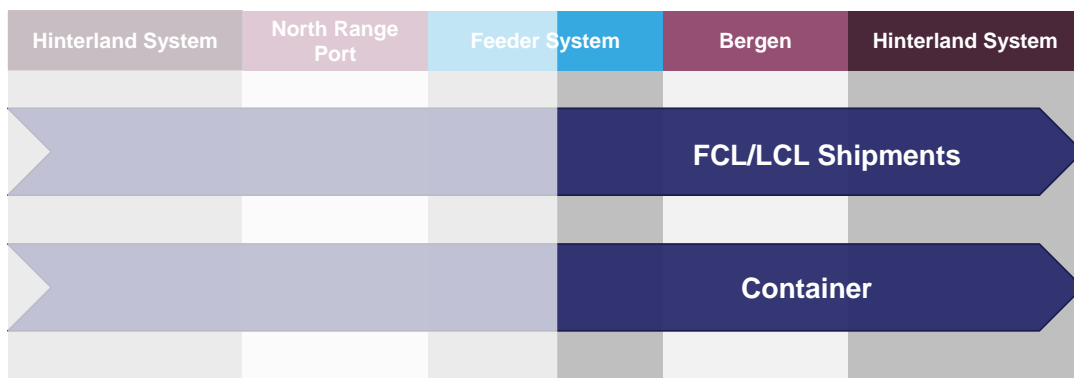 Hinterland System
North Range
Port
Feeder System
Bergen
Hinterland System
FCL/LCL Shipments
Container